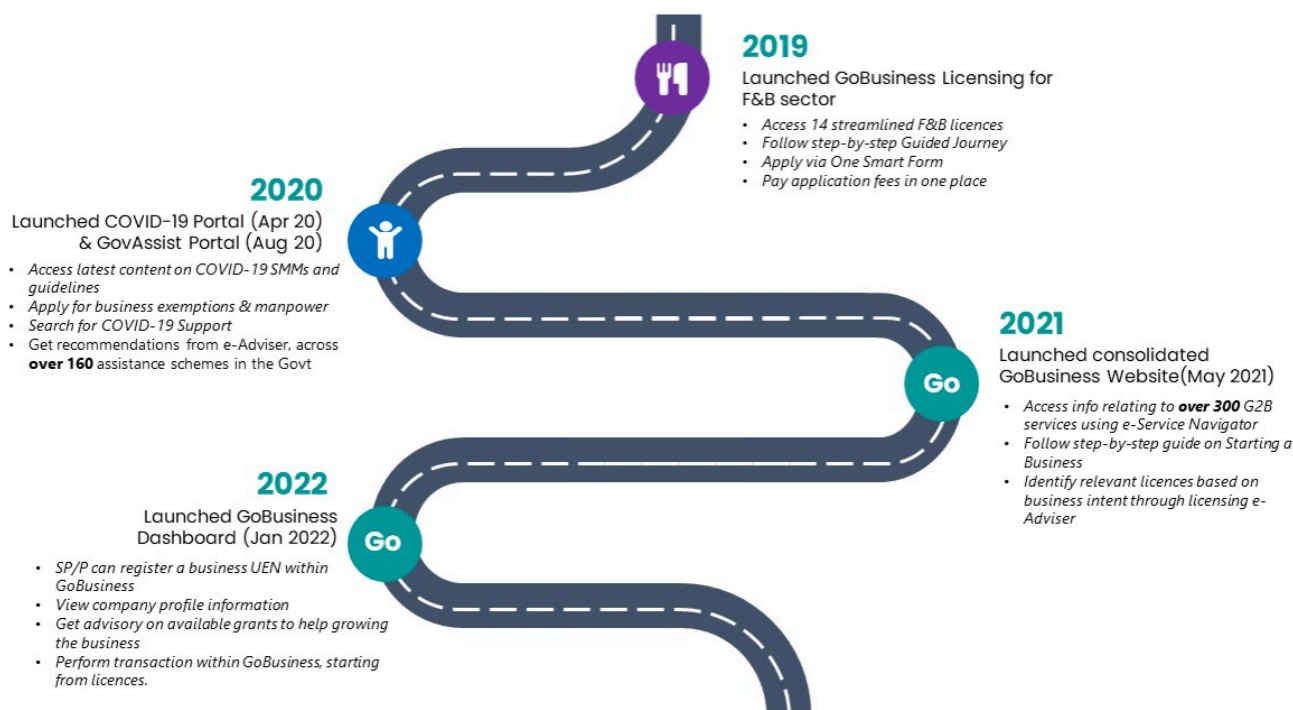 2019
Launched GoBusiness Licensing for
F&B sector
• Access 14 streamlined F&B licences
• Follow step-by-step Guided Journey
• Apply via One Smart Form
• Pay application fees in one place
2020
Launched COVID-19 Portal (Apr 20)
& GovAssist Portal (Aug 20)
• Access latest content on COVID-19 SMMs and
guidelines
• Apply for business exemptions & manpower
• Search for COVID-19 Support
• Get recommendations from e-Adviser, across
over 160 assistance schemes in the Govt
Go
2021
Launched consolidated
GoBusiness Website(May 2021)
• Access info relating to over 300 G2B
services using e-Service Navigator
• Follow step-by-step guide on Starting a
Business
• Identify relevant licences based on
business intent through licensing e-
Adviser
2022
Launched GoBusiness
Dashboard (Jan 2022)
Go
• SP/P can register a business UEN within
GoBusiness
• View company profile information
• Get advisory on available grants to help growing
the business
• Perform transaction within GoBusiness, starting
from licences.